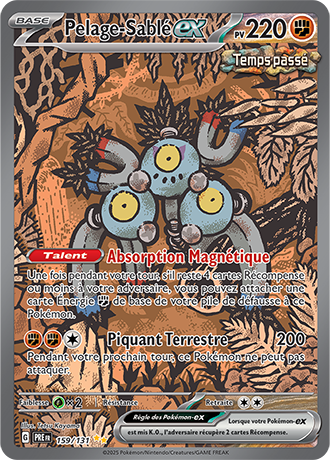 BASE
Pelage-Sabléex PV 220
Temps passé
Talent Absorption Magnétique
Une fois pendant votre tour, s'il reste 4 cartes Récompense
ou moins à votre adversaire, vous pouvez attacher une
carte Énergie de base de votre pile de défausse à ce
Pokémon.
Piquant Terrestre 200
Pendant votre prochain tour, ce Pokémon ne peut pas
attaquer.
Faiblesse ×2 Résistance Retraite
Illus. Tetsu Kayama
Règle des Pokémon-ex
Lorsque votre Pokémon-ex
est mis K.O., l'adversaire récupère 2 cartes Récompense.
G PRE FR 159/131
©2025 Pokémon/Nintendo/Creatures/GAME FREAK